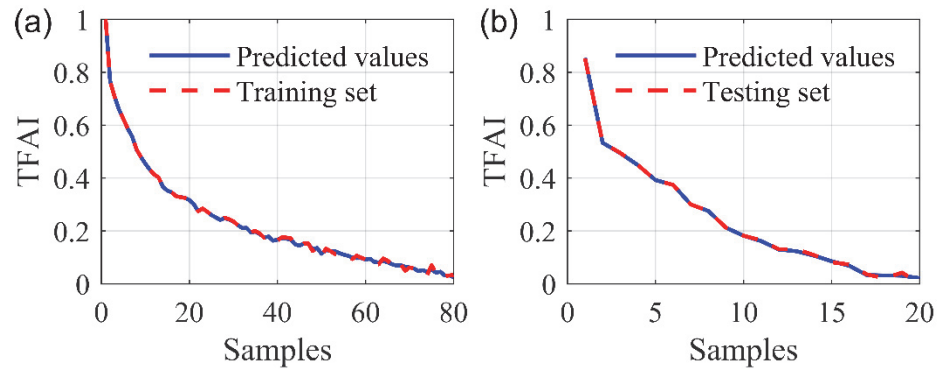 (a)
1
0.8
0.6
0.4
0.2
0
TFAI
Predicted values
Training set
0 20 40 60 80
Samples
(b)
1
0.8
0.6
0.4
0.2
0
TFAI
Predicted values
Testing set
0 5 10 15 20
Samples